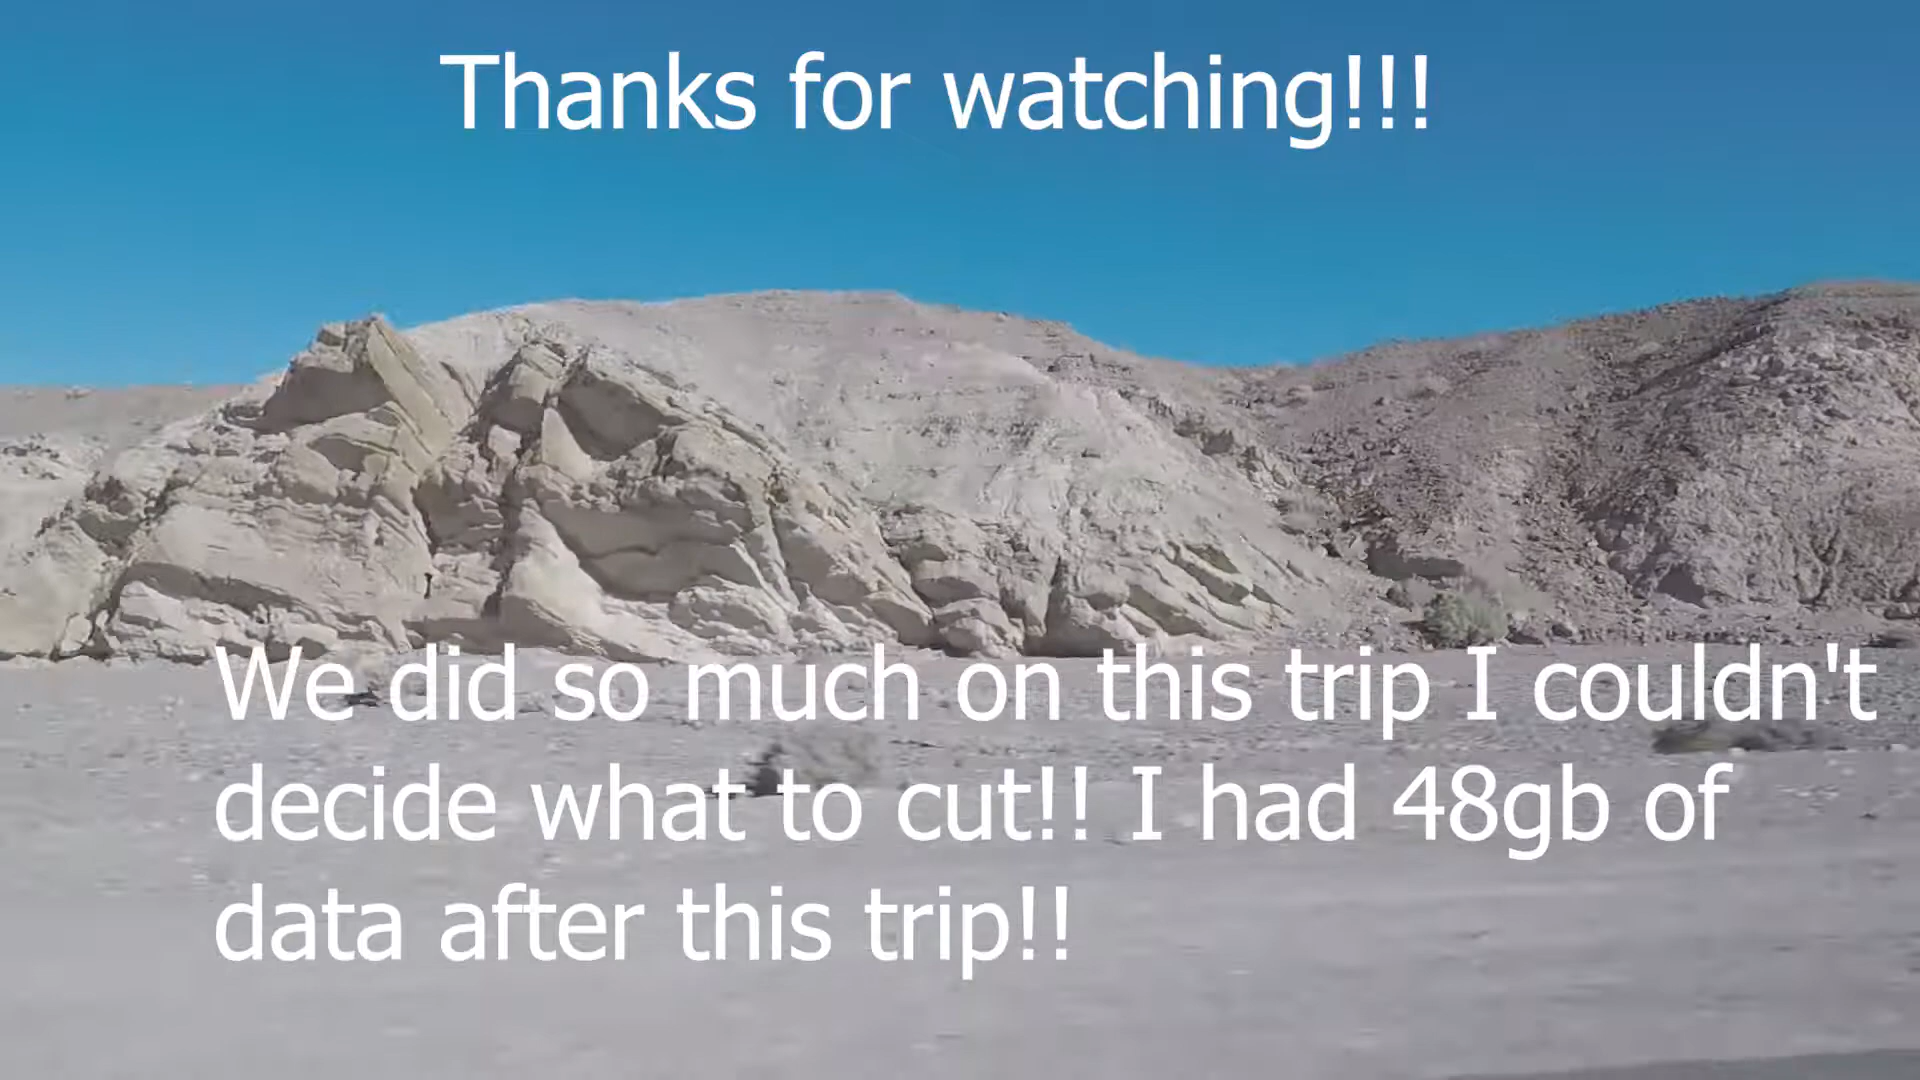 Thanks for watching!!!
We did so much on this trip I couldn't
decide what to cut!! I had 48gb of
data after this trip!!